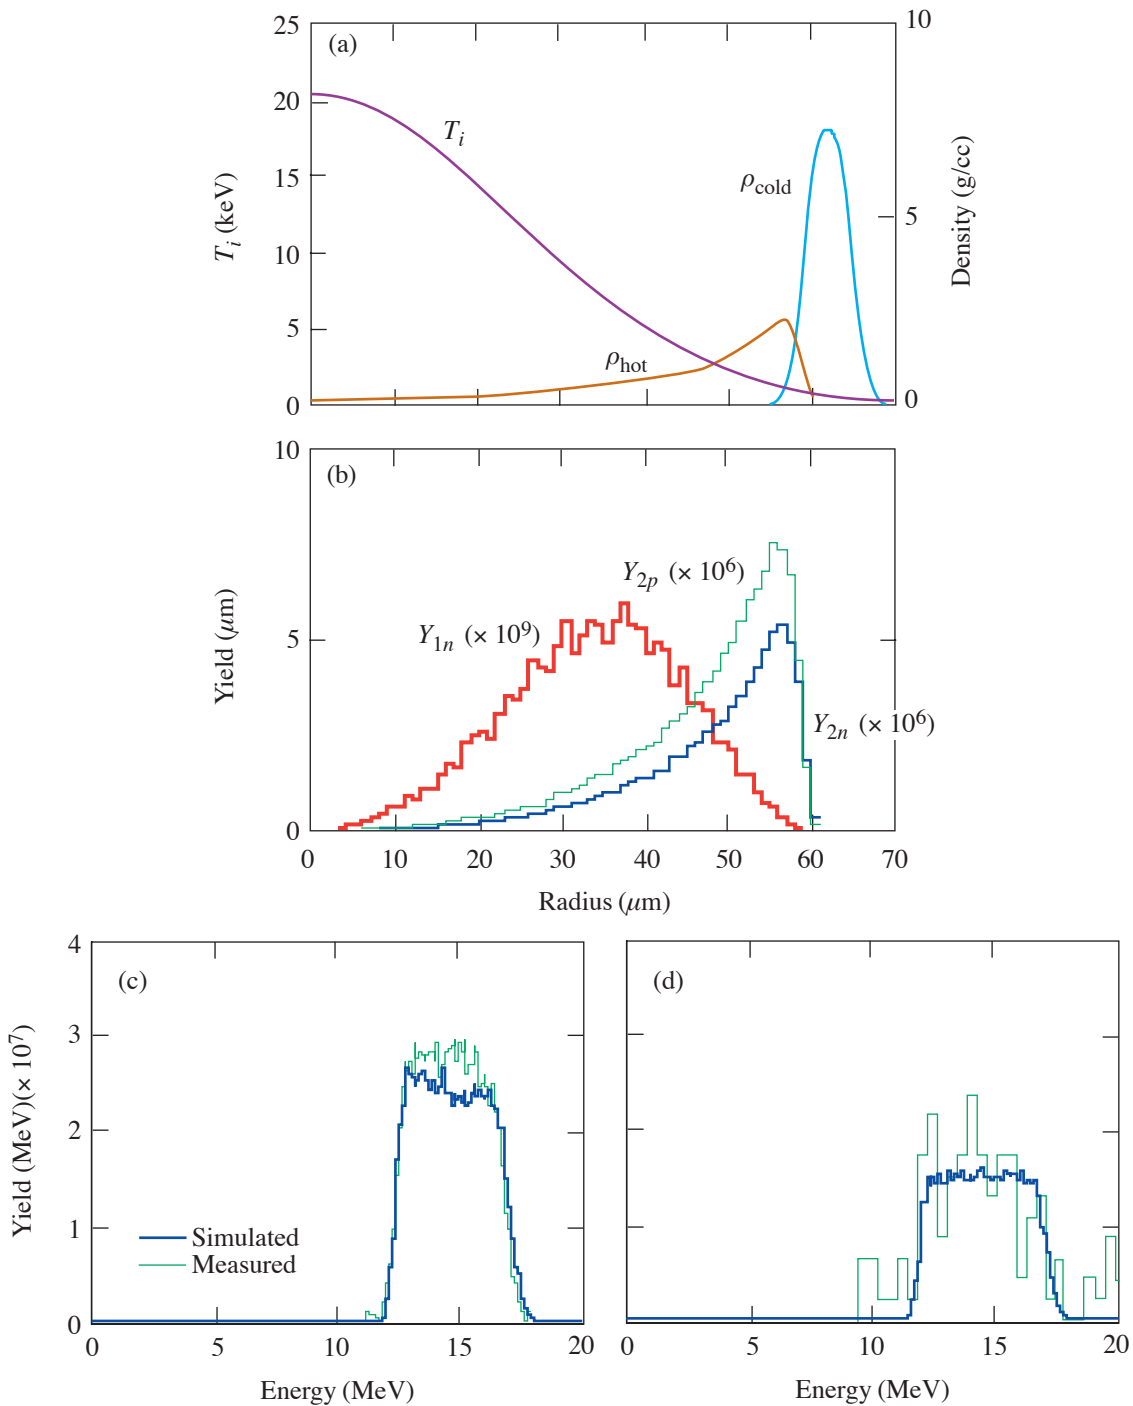 (a)
25
20
15
10
5
0
T_i (keV)
10
5
0
Density (g/cc)
T_i
ρ_cold
ρ_hot
(b)
10
5
0
Yield (μm)
Y_1n (× 10^9)
Y_2p (× 10^6)
Y_2n (× 10^6)
0 10 20 30 40 50 60 70
Radius (μm)
(c)
4
3
2
1
0
Yield (MeV)(× 10^7)
Simulated
Measured
0 5 10 15 20
Energy (MeV)
(d)
0 5 10 15 20
Energy (MeV)